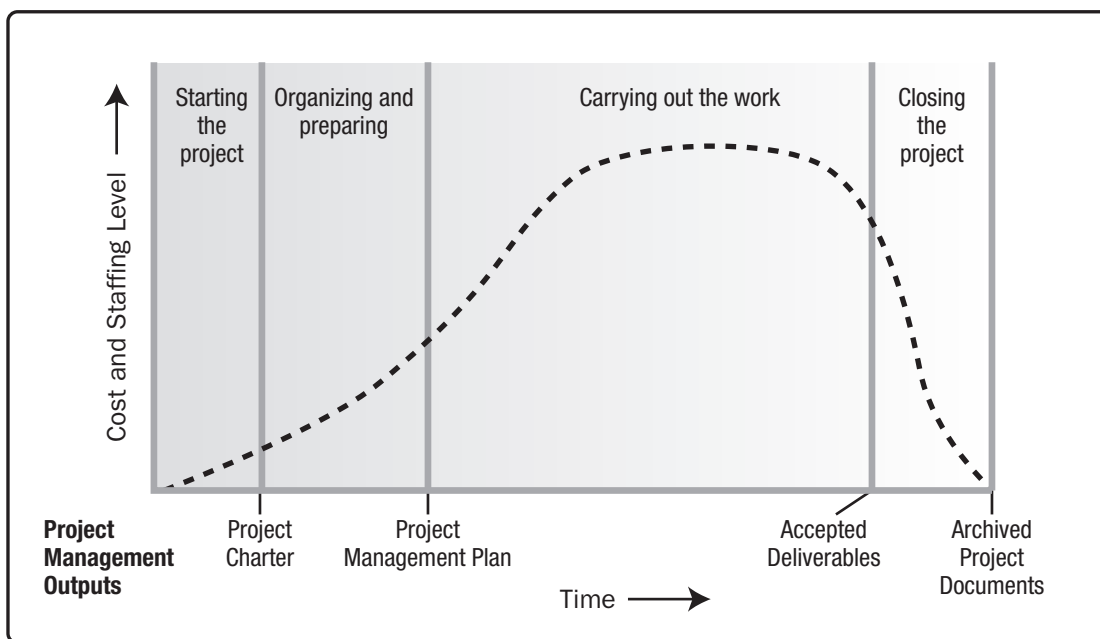 Starting
the
project
Organizing and
preparing
Carrying out the work
Closing
the
project
Cost and Staffing Level
Project
Management
Outputs
Project
Charter
Project
Management Plan
Accepted
Deliverables
Archived
Project
Documents
Time